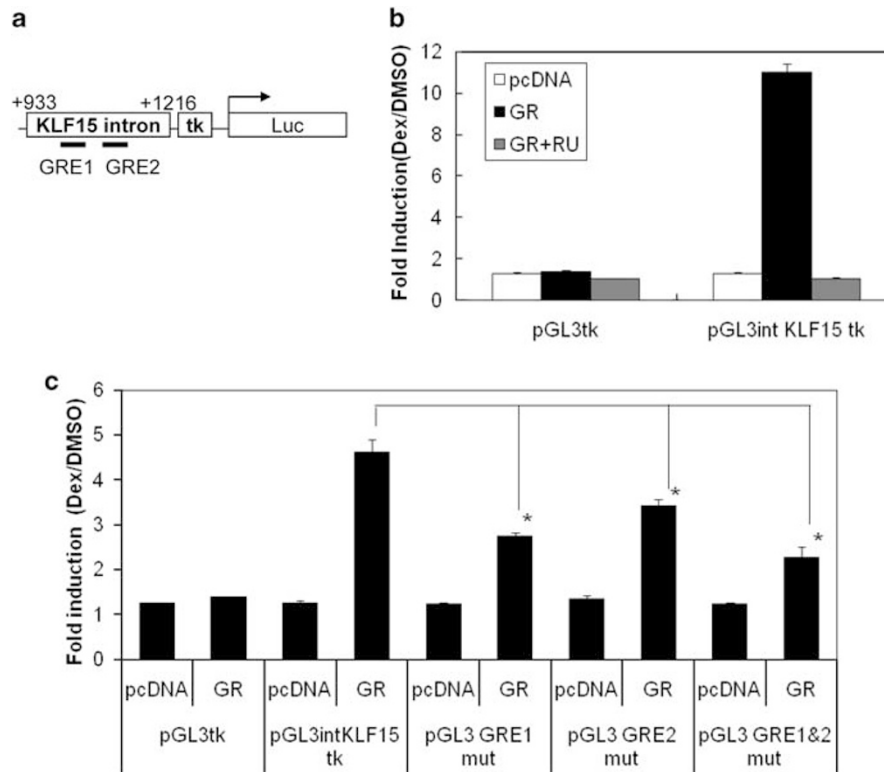 a
+933 +1216
KLF15 intron tk Luc
GRE1 GRE2
b
Fold Induction(Dex/DMSO)
12
10
8
6
4
2
0
pcDNA
GR
GR+RU
pGL3tk pGL3int KLF15 tk
c
Fold induction (Dex/DMSO)
6
5
4
3
2
1
0
* * *
pcDNA GR pcDNA GR pcDNA GR pcDNA GR pcDNA GR
pGL3tk pGL3intKLF15 pGL3 GRE1 pGL3 GRE2 pGL3 GRE1&2
tk mut mut mut